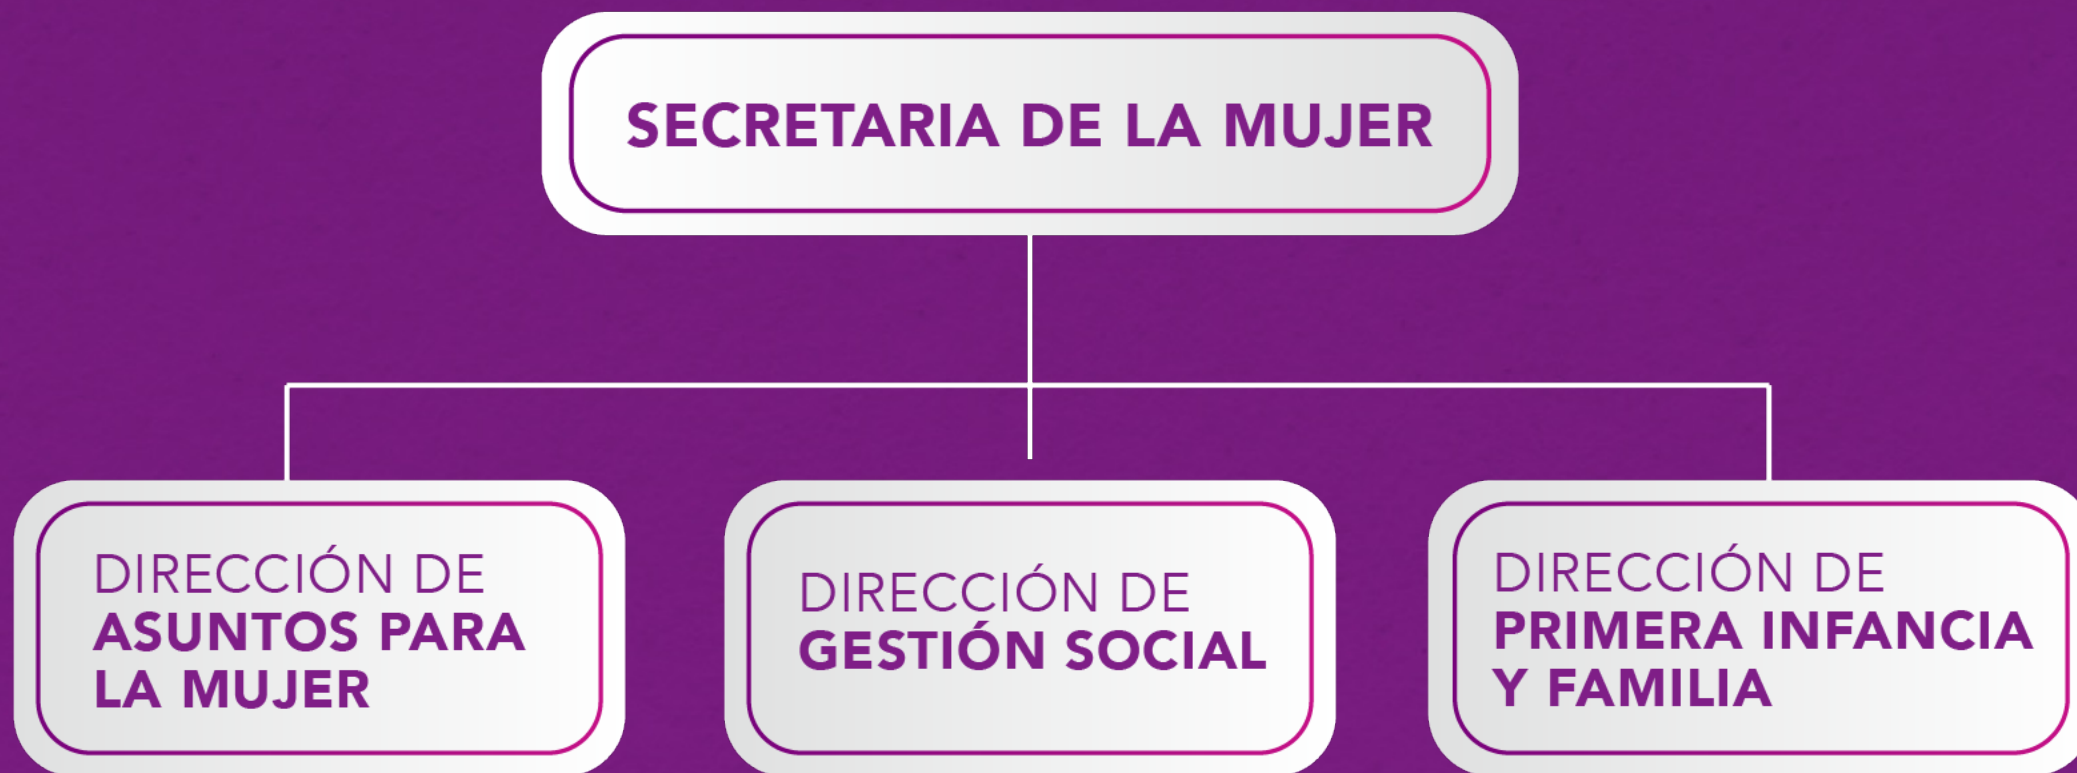 SECRETARIA DE LA MUJER
DIRECCIÓN DE
ASUNTOS PARA
LA MUJER
DIRECCIÓN DE
GESTIÓN SOCIAL
DIRECCIÓN DE
PRIMERA INFANCIA
Y FAMILIA